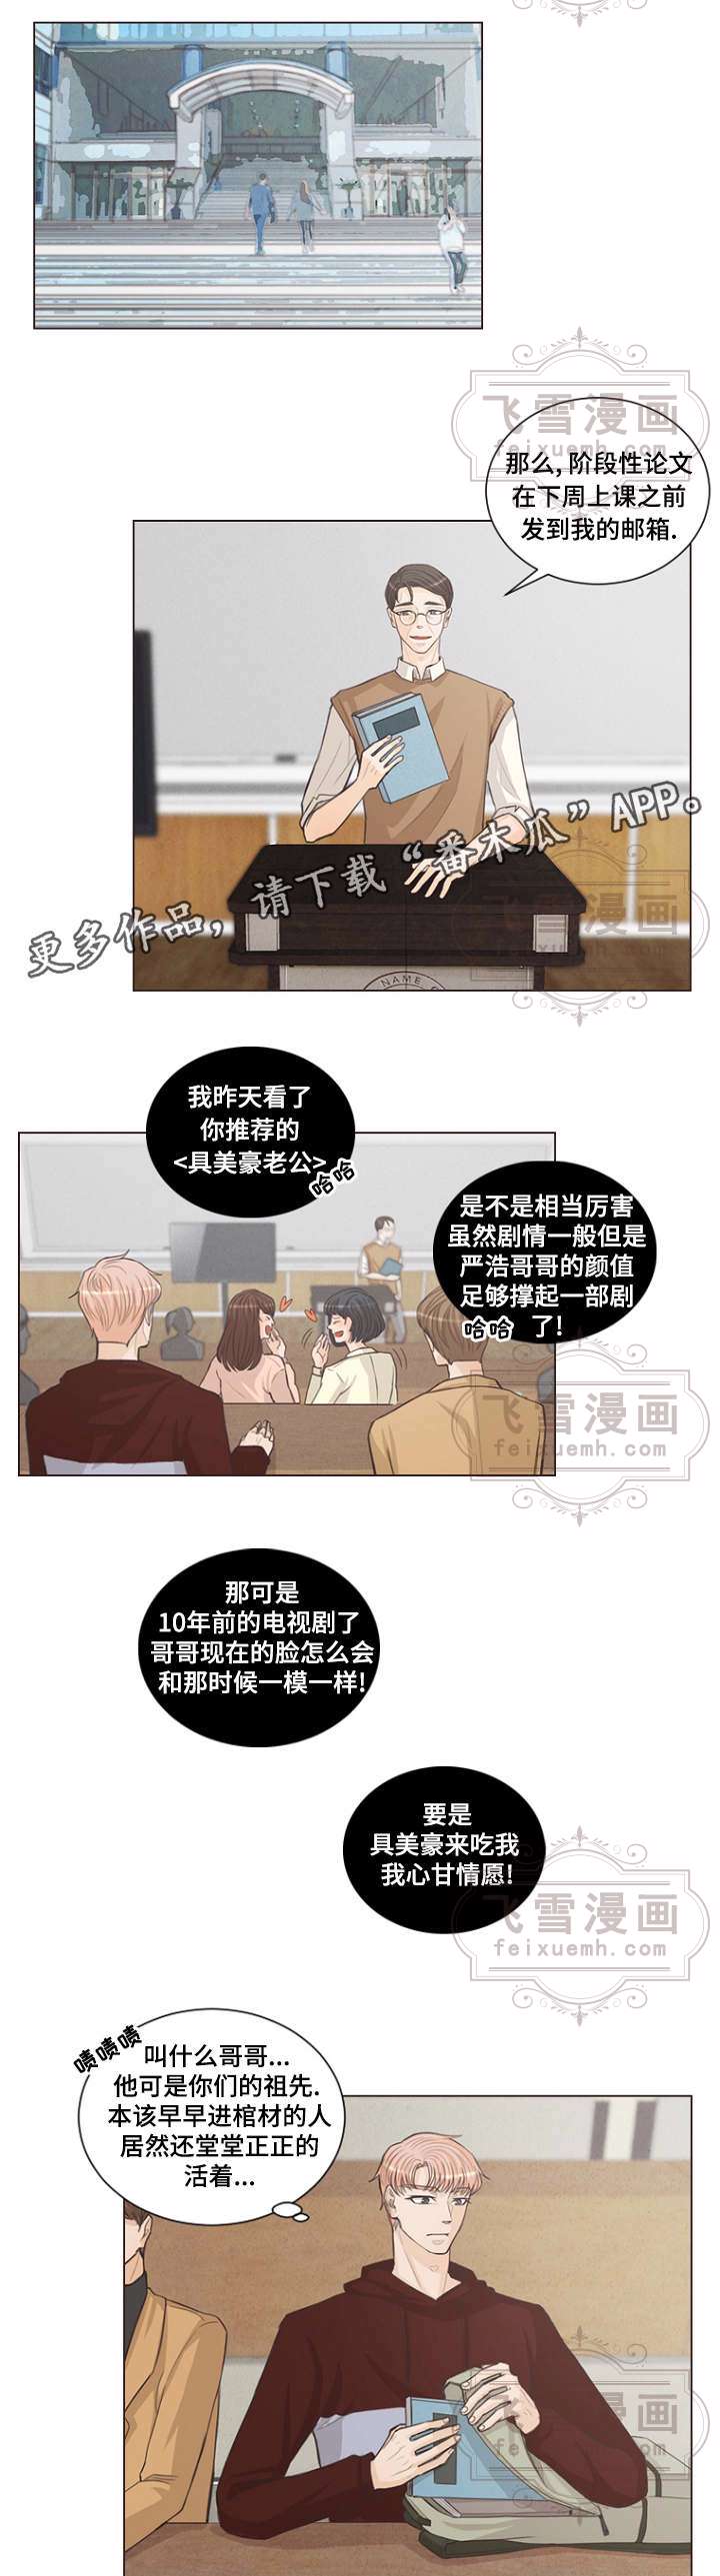 飞雪漫画
feixuemh.com
那么, 阶段性论文
在下周上课之前
发到我的邮箱.
更多作品，请下载“番木瓜”APP。
飞雪漫画
feixuemh.com
NAME
我昨天看了
你推荐的
<具美豪老公>
哈哈
是不是相当厉害
虽然剧情一般但是
严浩哥哥的颜值
足够撑起一部剧
了!
哈哈
飞雪漫画
feixuemh.com
那可是
10年前的电视剧了
哥哥现在的脸怎么会
和那时候一模一样!
要是
具美豪来吃我
我心甘情愿!
飞雪漫画
feixuemh.com
啧啧啧
叫什么哥哥...
他可是你们的祖先.
本该早早进棺材的人
居然还堂堂正正的
活着...
飞雪漫画
feixuemh.com